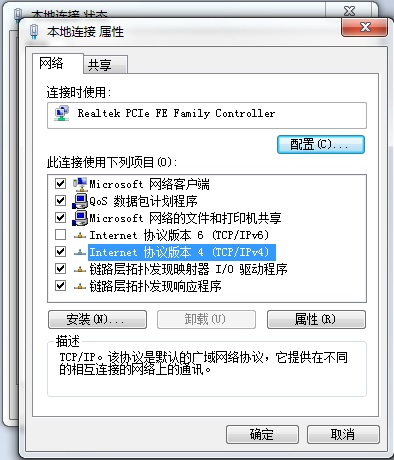 本地连接 状态
本地连接 属性
网络
共享
连接时使用:
Realtek PCIe FE Family Controller
配置(C)...
此连接使用下列项目(O):
Microsoft 网络客户端
QoS 数据包计划程序
Microsoft 网络的文件和打印机共享
Internet 协议版本 6 (TCP/IPv6)
Internet 协议版本 4 (TCP/IPv4)
链路层拓扑发现映射器 I/O 驱动程序
链路层拓扑发现响应程序
安装(N)...
卸载(U)
属性(R)
描述
TCP/IP。该协议是默认的广域网络协议，它提供在不同
的相互连接的网络上的通讯。
确定
取消